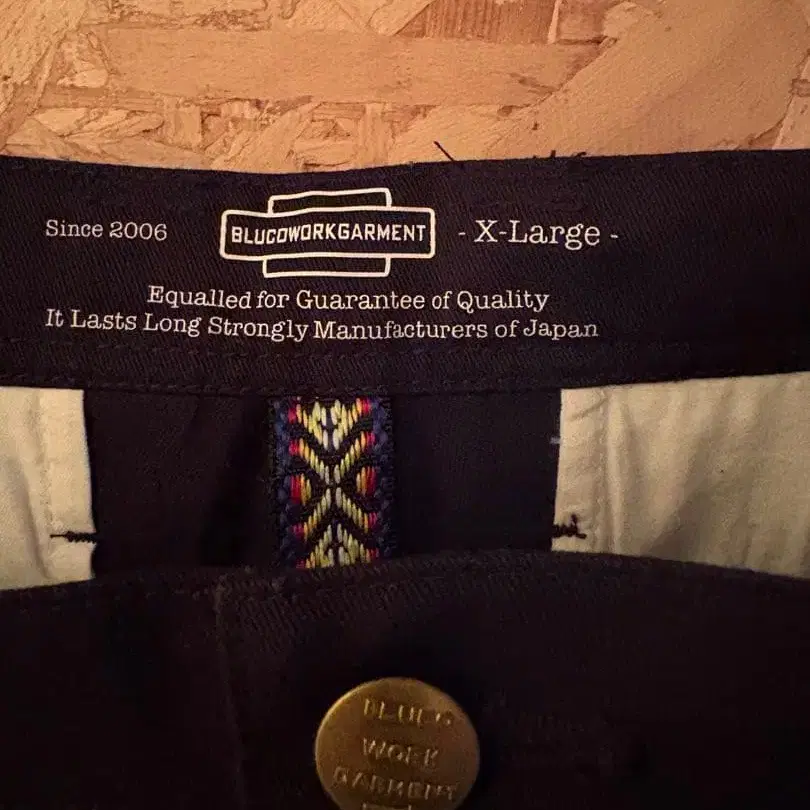 Since 2006 BLUCOWORKGARMENT - X-Large -
Equalled for Guarantee of Quality
It Lasts Long Strongly Manufacturers of Japan
BLUCO
WORK
GARMENT